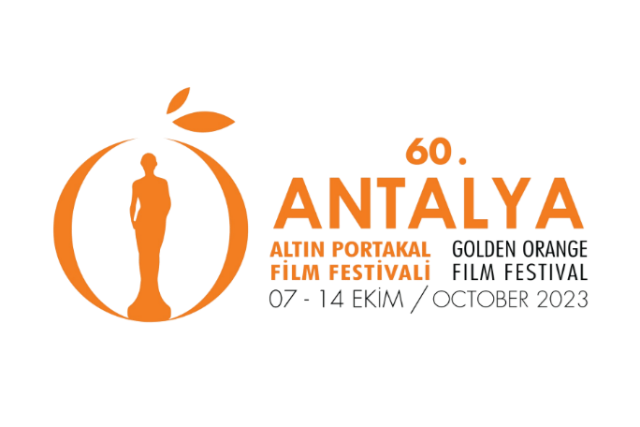 60.
ANTALYA
ALTIN PORTAKAL
FİLM FESTİVALİ
GOLDEN ORANGE
FILM FESTIVAL
07 - 14 EKİM / OCTOBER 2023